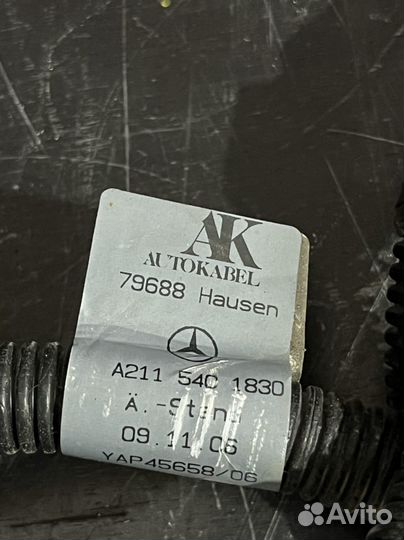 AK
AUTOKABEL
79688 Hausen
A211 540 1830
Ä.-Stand
09.11.06
YAP45658/06
Avito